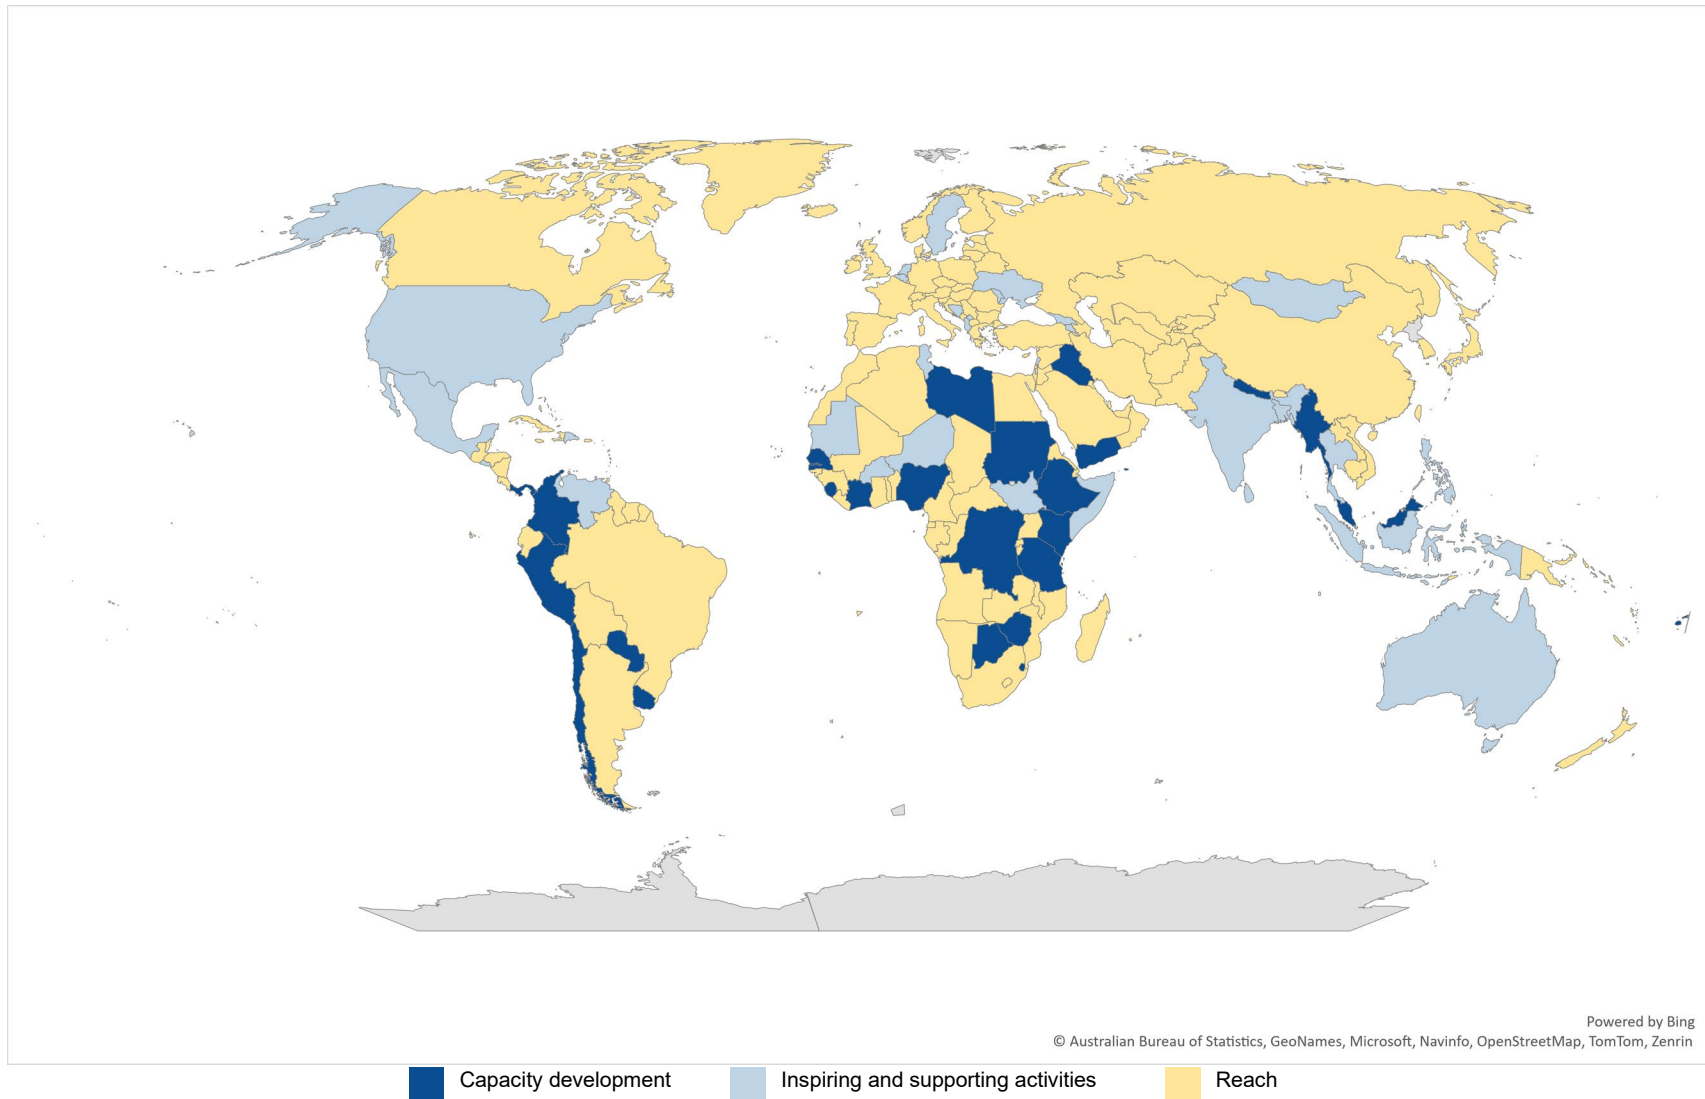 Powered by Bing
© Australian Bureau of Statistics, GeoNames, Microsoft, Navinfo, OpenStreetMap, TomTom, Zenrin
Capacity development
Inspiring and supporting activities
Reach